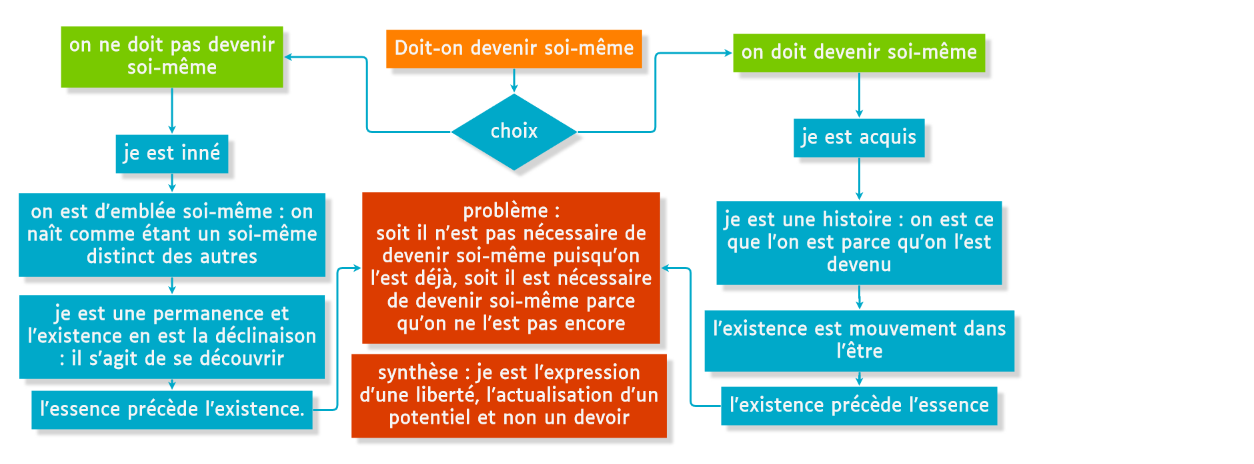 Doit-on devenir soi-même
choix
on ne doit pas devenir
soi-même
je est inné
on est d'emblée soi-même : on
naît comme étant un soi-même
distinct des autres
je est une permanence et
l'existence en est la déclinaison
: il s'agit de se découvrir
l'essence précède l'existence.
on doit devenir soi-même
je est acquis
je est une histoire : on est ce
que l'on est parce qu'on l'est
devenu
l'existence est mouvement dans
l'être
l'existence précède l'essence
problème :
soit il n'est pas nécessaire de
devenir soi-même puisqu'on
l'est déjà, soit il est nécessaire
de devenir soi-même parce
qu'on ne l'est pas encore
synthèse : je est l'expression
d'une liberté, l'actualisation d'un
potentiel et non un devoir